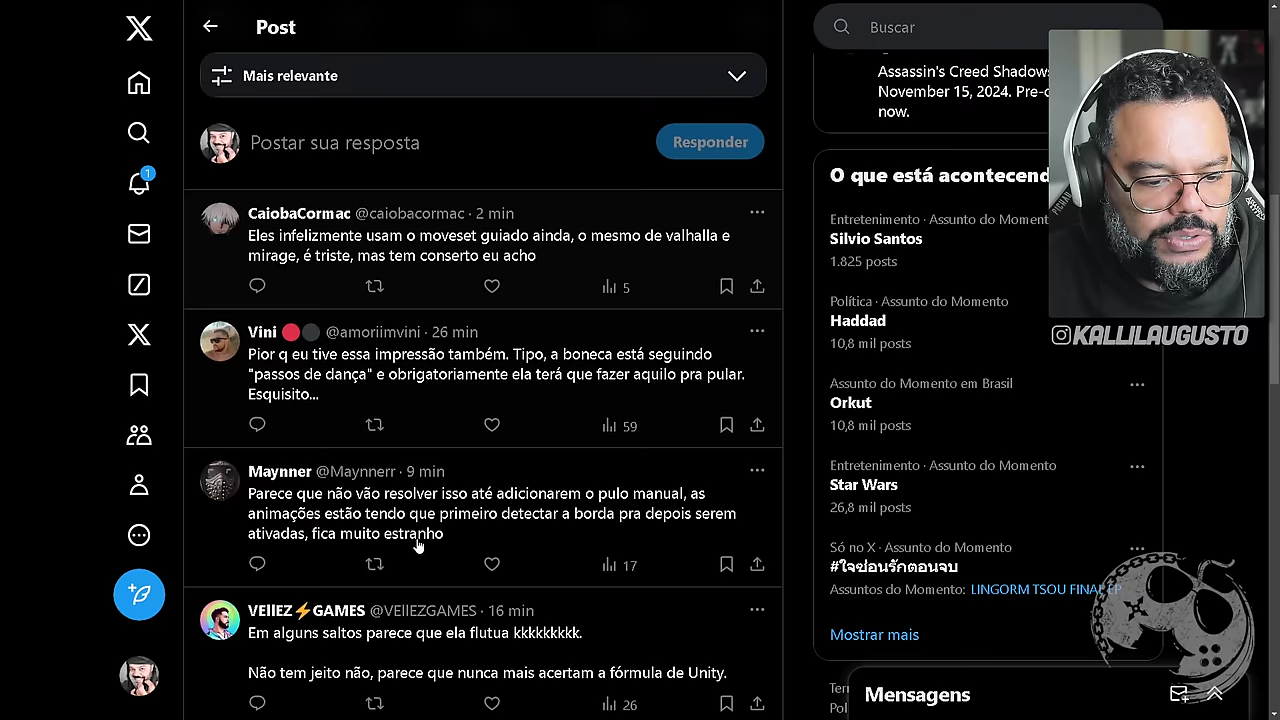 Post
Mais relevante
Postar sua resposta
Responder
CaiobaCormac @caiobacormac · 2 min
Eles infelizmente usam o moveset guiado ainda, o mesmo de valhalla e
mirage, é triste, mas tem conserto eu acho
5
Vini @amoriimvini · 26 min
Pior q eu tive essa impressão também. Tipo, a boneca está seguindo
"passos de dança" e obrigatoriamente ela terá que fazer aquilo pra pular.
Esquisito...
59
Maynner @Maynnerr · 9 min
Parece que não vão resolver isso até adicionarem o pulo manual, as
animações estão tendo que primeiro detectar a borda pra depois serem
ativadas, fica muito estranho
17
VEIIEZ⚡GAMES @VEIIEZGAMES · 16 min
Em alguns saltos parece que ela flutua kkkkkkkkk.
Não tem jeito não, parece que nunca mais acertam a fórmula de Unity.
26
1
Buscar
Assassin's Creed Shadows
November 15, 2024. Pre-o
now.
O que está acontecend
Entretenimento · Assunto do Moment
Silvio Santos
1.825 posts
Política · Assunto do Momento
Haddad
10,8 mil posts
Assunto do Momento em Brasil
Orkut
10,8 mil posts
Entretenimento · Assunto do Momento
Star Wars
26,8 mil posts
Só no X · Assunto do Momento
#ใจซ่อนรักตอนจบ
Assuntos do Momento: LINGORM TSOU FINAL EP
Mostrar mais
Ter
Pol
Mensagens
KALLILAUGUSTO